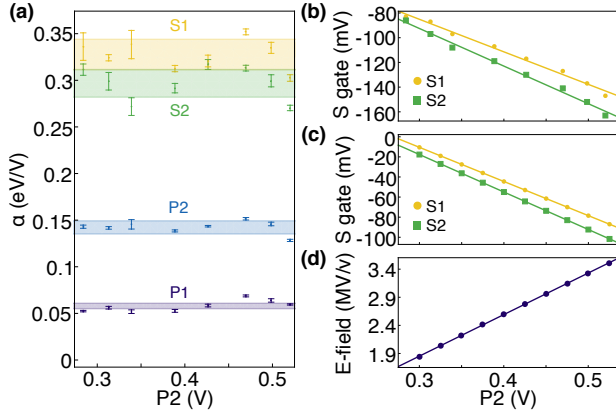 (a)
0.35
0.3
0.25
0.2
0.15
0.1
0.05
0
α (eV/V)
S1
S2
P2
P1
0.3
0.4
0.5
P2 (V)
(b)
-80
-100
-120
-140
-160
S gate (mV)
S1
S2
(c)
0
-20
-40
-60
-80
-100
S gate (mV)
S1
S2
(d)
3.4
2.9
2.4
1.9
E-field (MV/v)
0.3
0.4
0.5
P2 (V)